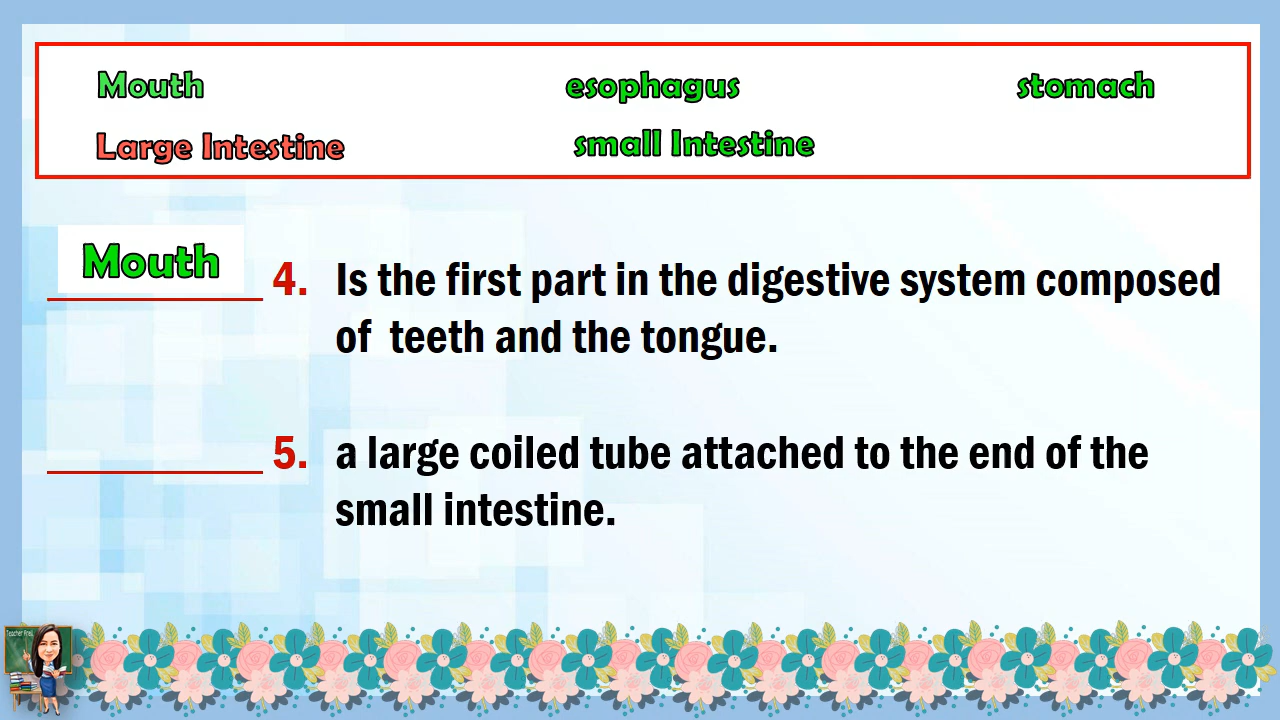 Mouth esophagus stomach
Large Intestine small Intestine
Mouth
4. Is the first part in the digestive system composed
of teeth and the tongue.
5. a large coiled tube attached to the end of the
small intestine.